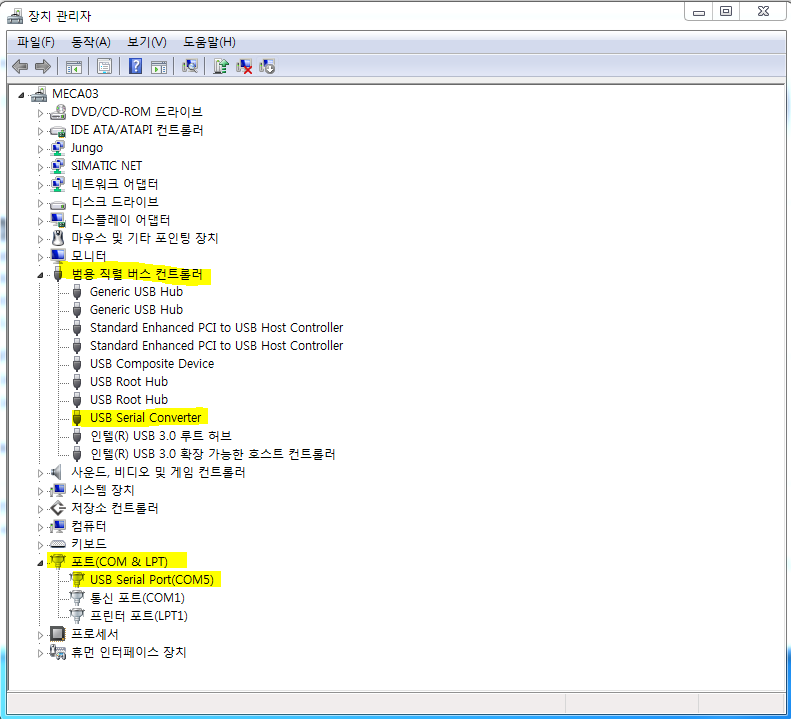 장치 관리자
파일(F) 동작(A) 보기(V) 도움말(H)
MECA03
DVD/CD-ROM 드라이브
IDE ATA/ATAPI 컨트롤러
Jungo
SIMATIC NET
네트워크 어댑터
디스크 드라이브
디스플레이 어댑터
마우스 및 기타 포인팅 장치
모니터
범용 직렬 버스 컨트롤러
Generic USB Hub
Generic USB Hub
Standard Enhanced PCI to USB Host Controller
Standard Enhanced PCI to USB Host Controller
USB Composite Device
USB Root Hub
USB Root Hub
USB Serial Converter
인텔(R) USB 3.0 루트 허브
인텔(R) USB 3.0 확장 가능한 호스트 컨트롤러
사운드, 비디오 및 게임 컨트롤러
시스템 장치
저장소 컨트롤러
컴퓨터
키보드
포트(COM & LPT)
USB Serial Port(COM5)
통신 포트(COM1)
프린터 포트(LPT1)
프로세서
휴먼 인터페이스 장치